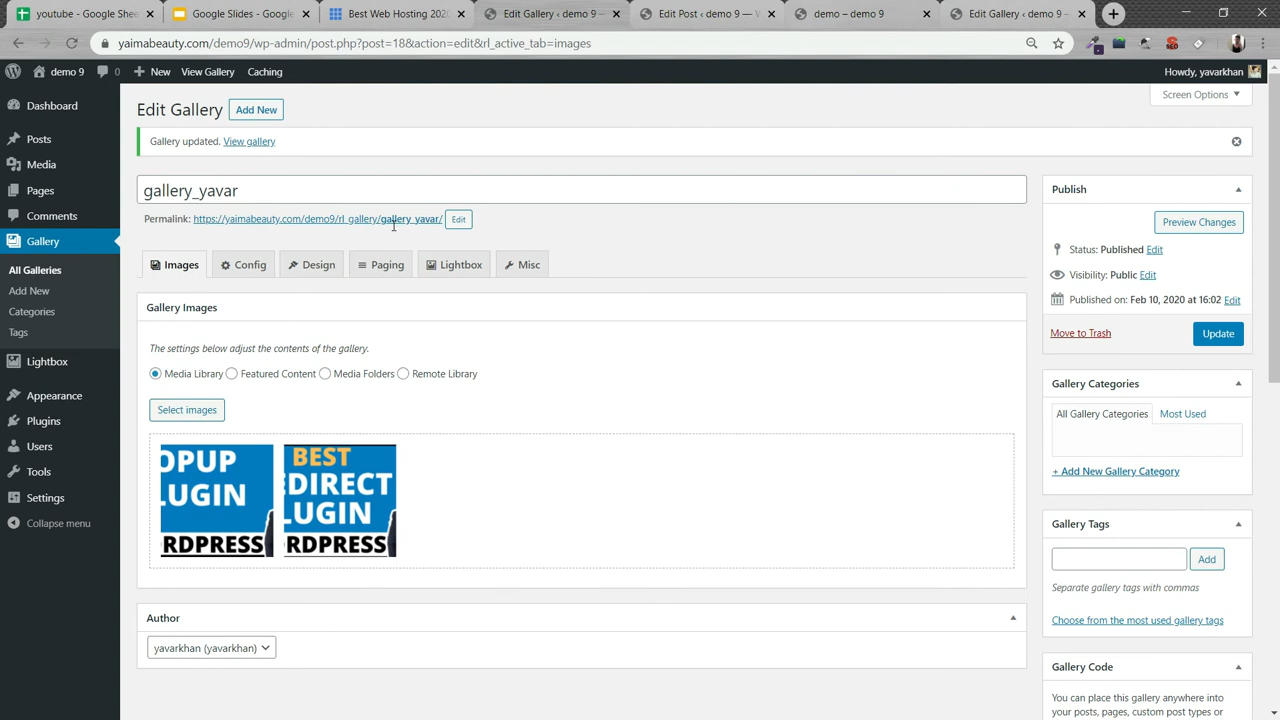 youtube - Google Sheets
Google Slides - Google
Best Web Hosting 2020
Edit Gallery ‹ demo 9 —
Edit Post ‹ demo 9 — W
demo – demo 9
Edit Gallery ‹ demo 9 —
yaimabeauty.com/demo9/wp-admin/post.php?post=18&action=edit&rl_active_tab=images
demo 9
0
New
View Gallery
Caching
Howdy, yavarkhan
Screen Options
Dashboard
Posts
Media
Pages
Comments
Gallery
All Galleries
Add New
Categories
Tags
Lightbox
Appearance
Plugins
Users
Tools
Settings
Collapse menu
Edit Gallery
Add New
Gallery updated. View gallery
gallery_yavar
Permalink: https://yaimabeauty.com/demo9/rl_gallery/gallery_yavar/
Edit
Images
Config
Design
Paging
Lightbox
Misc
Gallery Images
The settings below adjust the contents of the gallery.
Media Library
Featured Content
Media Folders
Remote Library
Select images
OPUP
LUGIN
RDPRESS
BEST
EDIRECT
LUGIN
RDPRESS
Author
yavarkhan (yavarkhan)
Publish
Preview Changes
Status: Published Edit
Visibility: Public Edit
Published on: Feb 10, 2020 at 16:02 Edit
Move to Trash
Update
Gallery Categories
All Gallery Categories
Most Used
+ Add New Gallery Category
Gallery Tags
Add
Separate gallery tags with commas
Choose from the most used gallery tags
Gallery Code
You can place this gallery anywhere into
your posts, pages, custom post types or